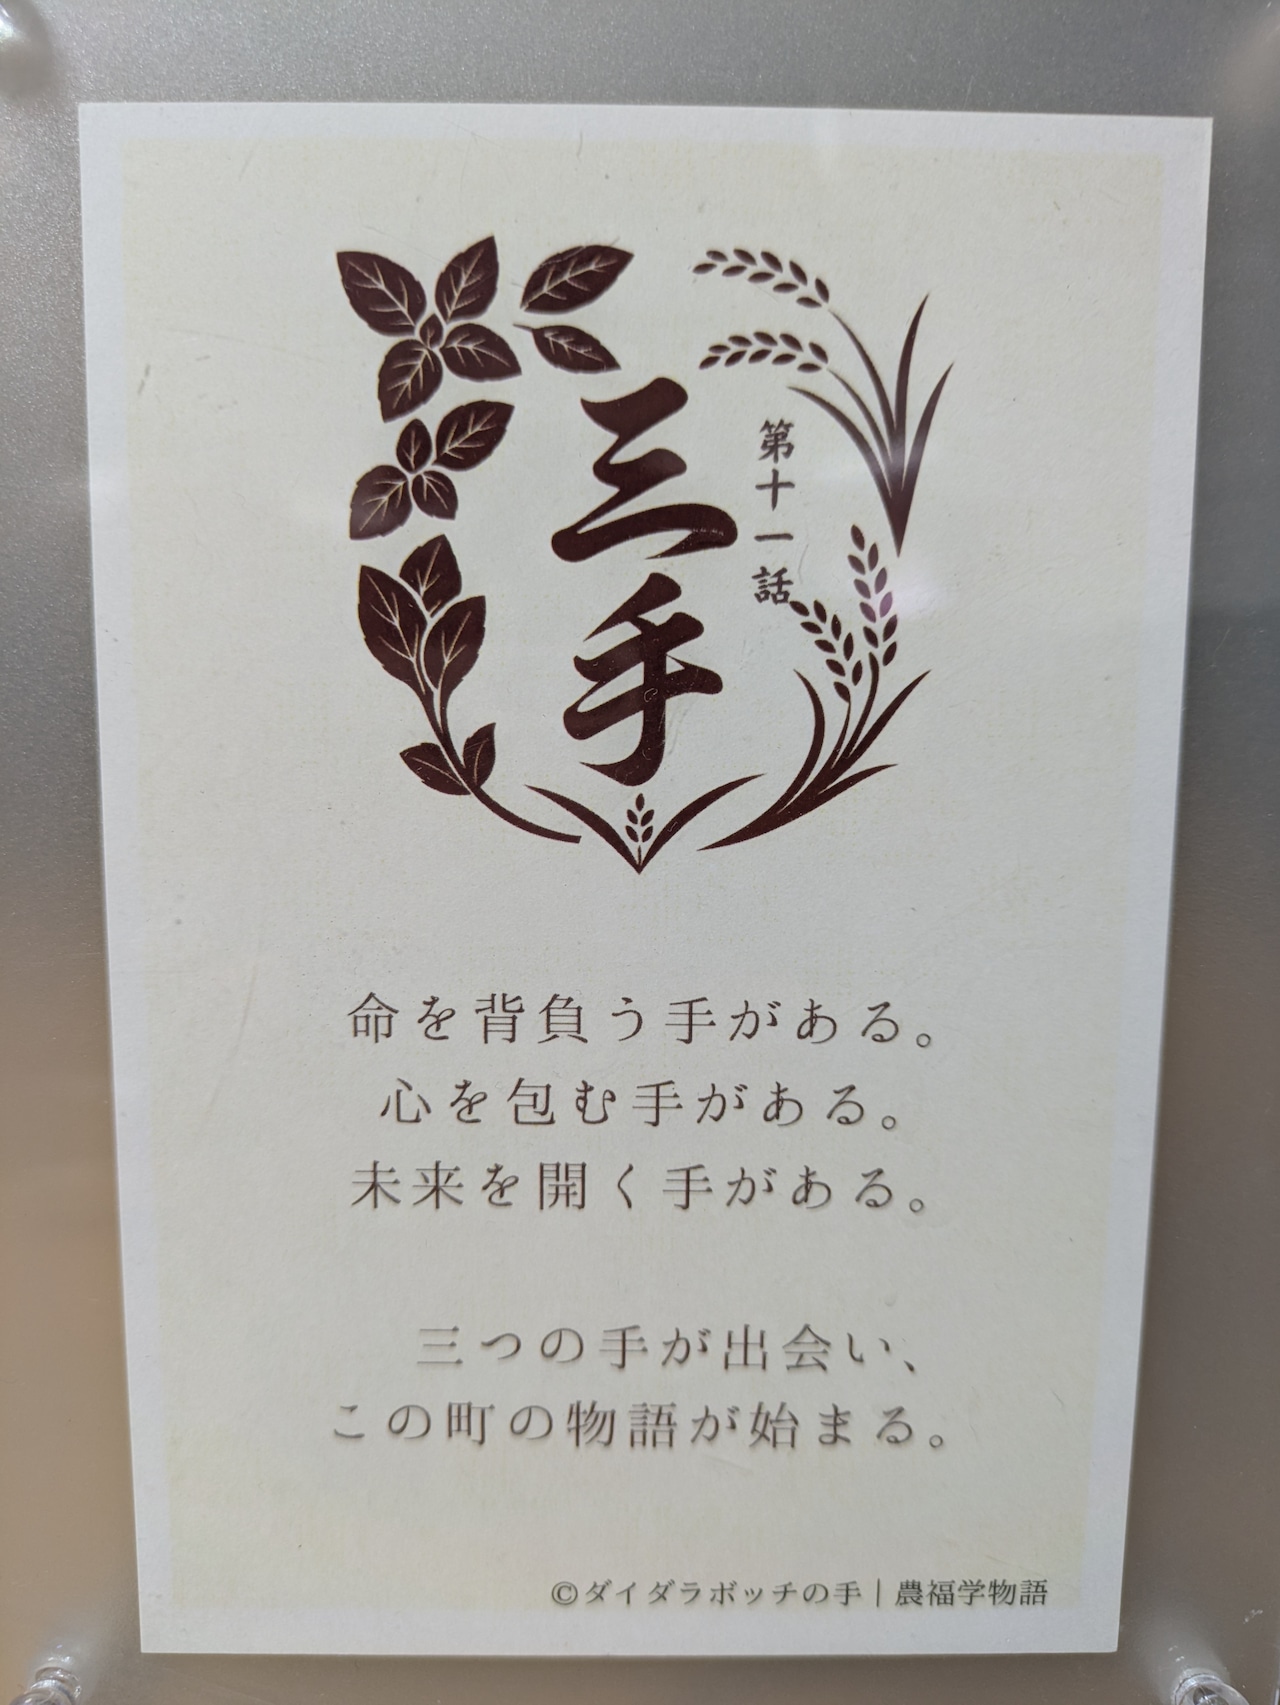 第十一話
三手
命を背負う手がある。
心を包む手がある。
未来を開く手がある。
三つの手が出会い、
この町の物語が始まる。
©ダイダラボッチの手｜農福学物語